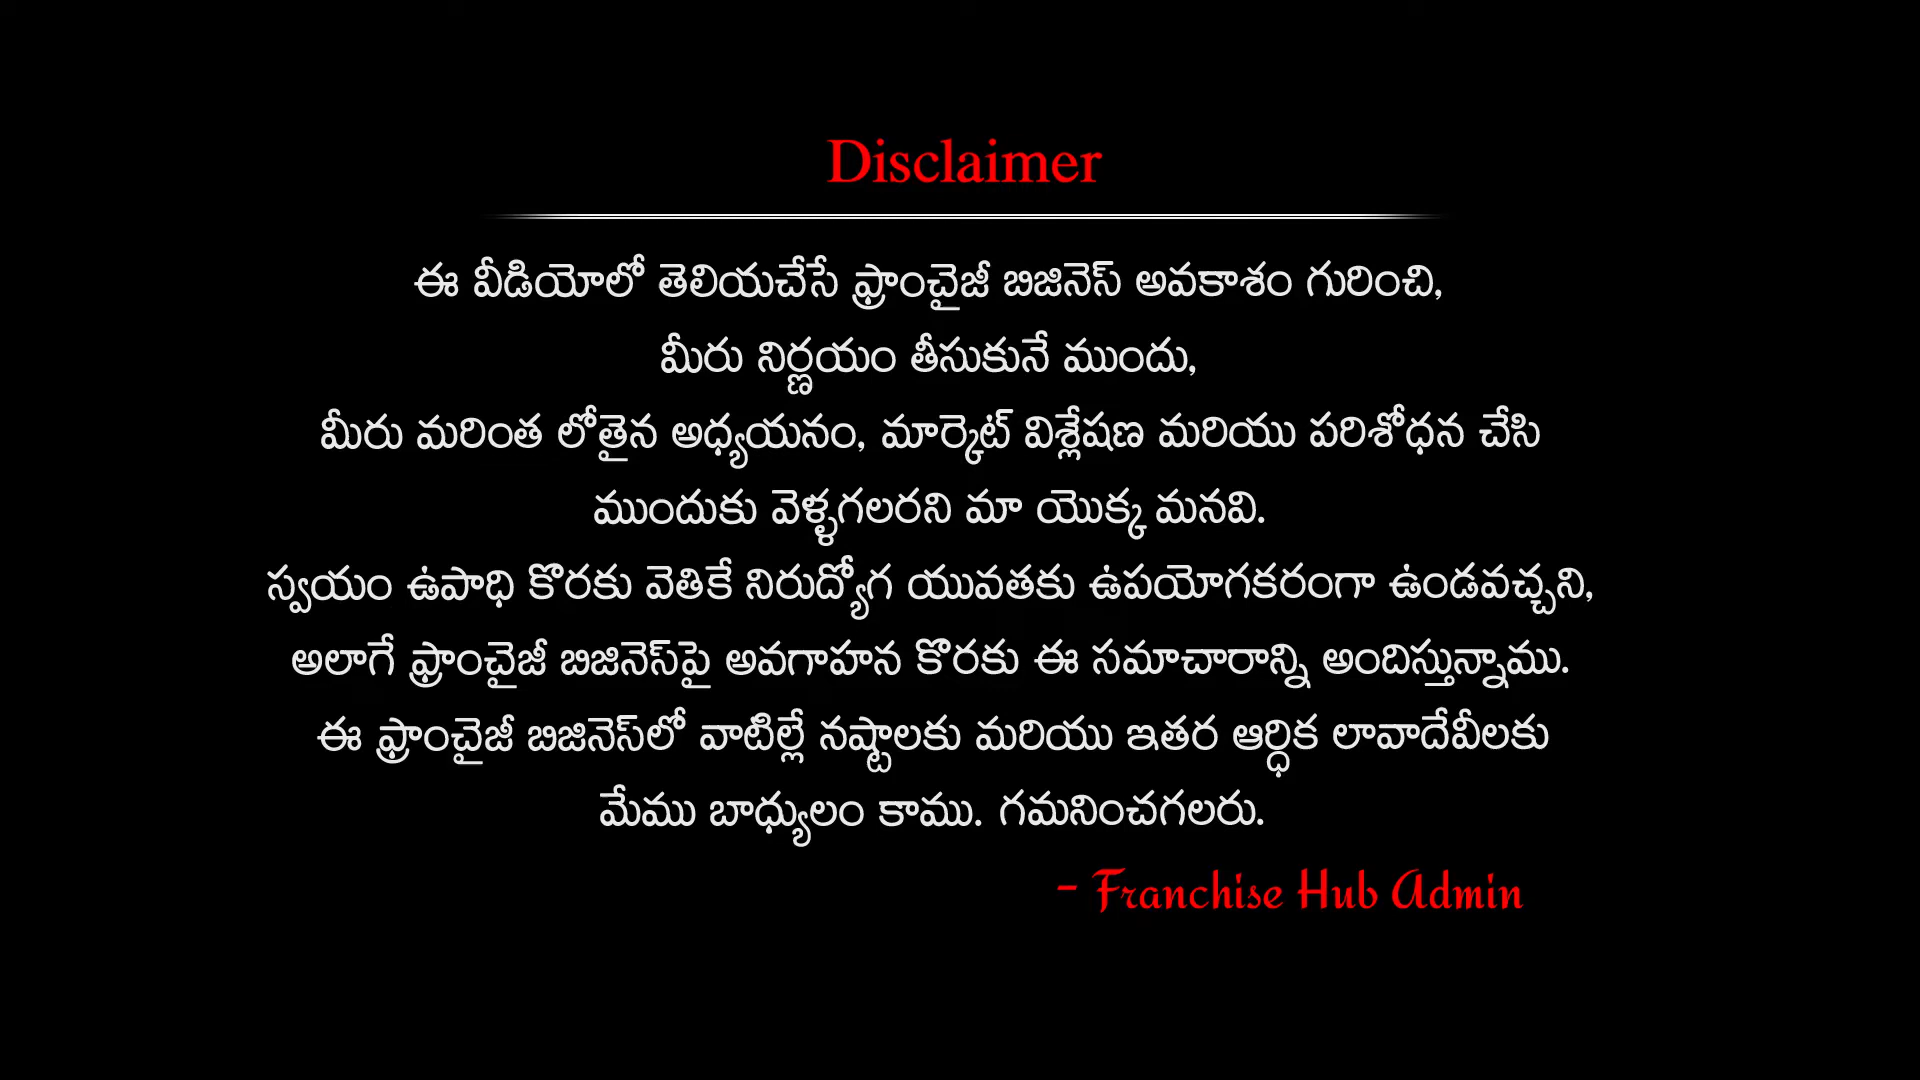 Disclaimer
ఈ వీడియోలో తెలియచేసే ఫ్రాంచైజీ బిజినెస్ అవకాశం గురించి,
మీరు నిర్ణయం తీసుకునే ముందు,
మీరు మరింత లోతైన అధ్యయనం, మార్కెట్ విశ్లేషణ మరియు పరిశోధన చేసి
ముందుకు వెళ్ళగలరని మా యొక్క మనవి.
స్వయం ఉపాధి కొరకు వెతికే నిరుద్యోగ యువతకు ఉపయోగకరంగా ఉండవచ్చని,
అలాగే ఫ్రాంచైజీ బిజినెస్‌పై అవగాహన కొరకు ఈ సమాచారాన్ని అందిస్తున్నాము.
ఈ ఫ్రాంచైజీ బిజినెస్‌లో వాటిల్లే నష్టాలకు మరియు ఇతర ఆర్ధిక లావాదేవీలకు
మేము బాధ్యులం కాము. గమనించగలరు.
- Franchise Hub Admin